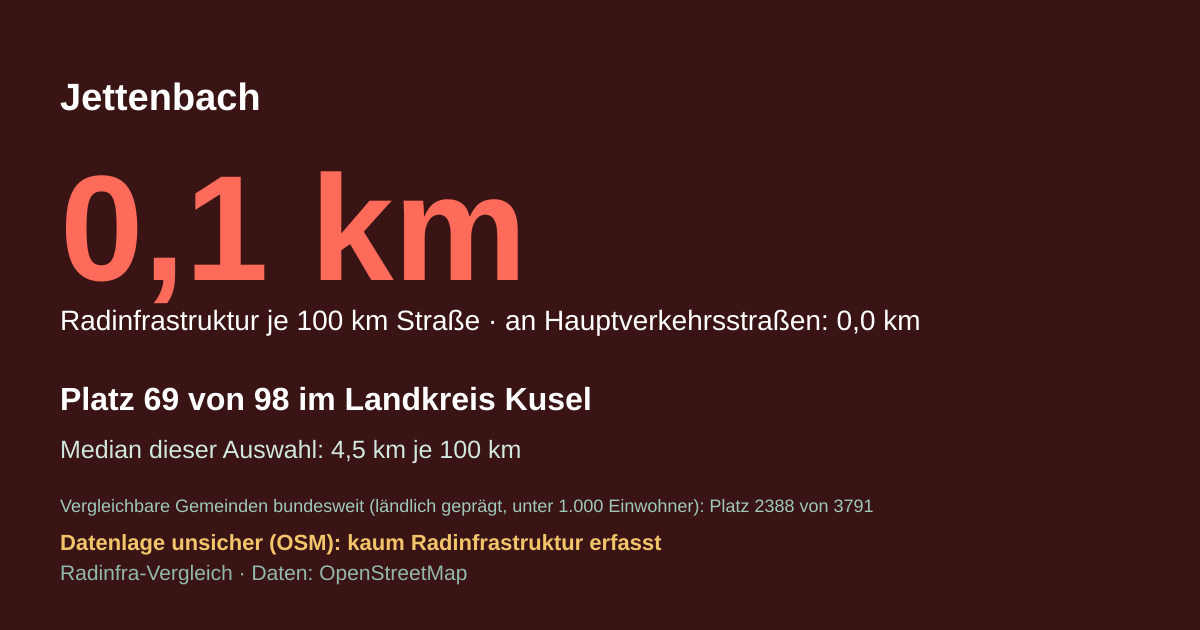 Jettenbach
0,1 km
Radinfrastruktur je 100 km Straße · an Hauptverkehrsstraßen: 0,0 km
Platz 69 von 98 im Landkreis Kusel
Median dieser Auswahl: 4,5 km je 100 km
Vergleichbare Gemeinden bundesweit (ländlich geprägt, unter 1.000 Einwohner): Platz 2388 von 3791
Datenlage unsicher (OSM): kaum Radinfrastruktur erfasst
Radinfra-Vergleich · Daten: OpenStreetMap